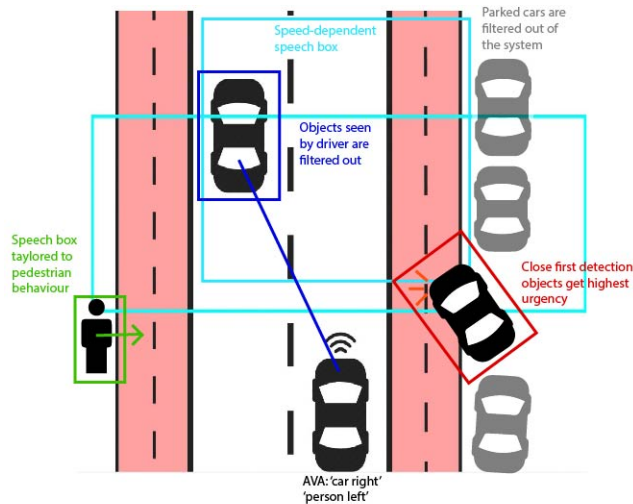 Speed-dependent
speech box
Parked cars are
filtered out of
the system
Objects seen
by driver are
filtered out
Speech box
taylored to
pedestrian
behaviour
Close first detection
objects get highest
urgency
AVA: 'car right'
'person left'